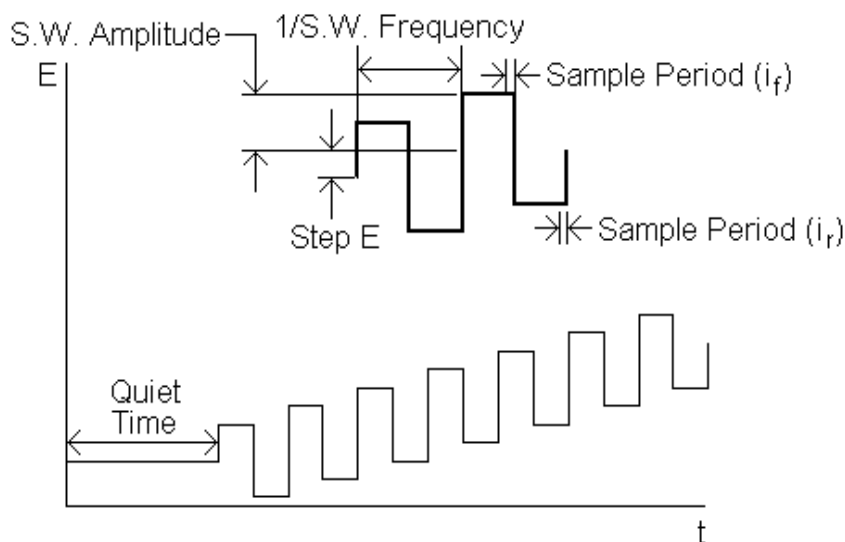 S.W. Amplitude
1/S.W. Frequency
E
Sample Period (if)
Step E
Sample Period (ir)
Quiet
Time
t